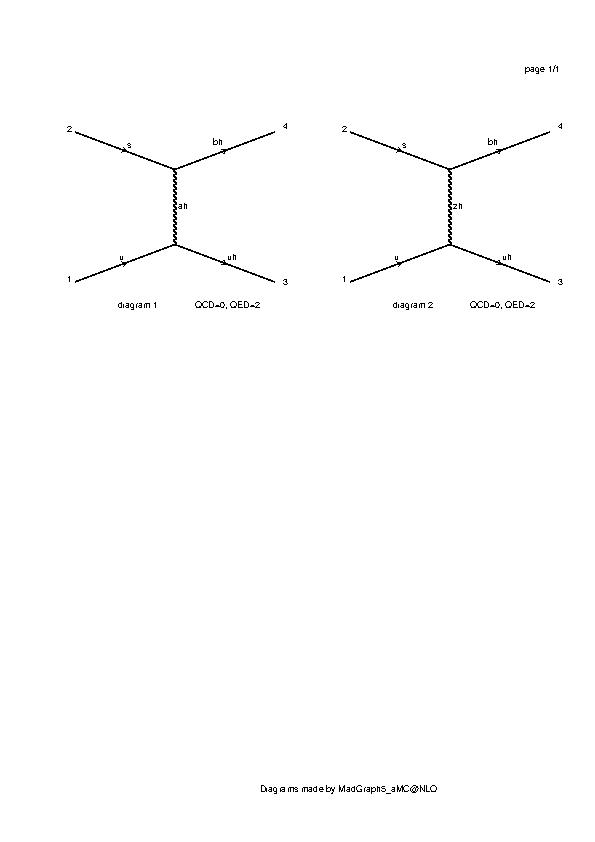 page 1/1
2 s bh 4
ah
1 u uh 3
diagram 1 QCD=0, QED=2
2 s bh 4
zh
1 u uh 3
diagram 2 QCD=0, QED=2
Diagrams made by MadGraph5_aMC@NLO